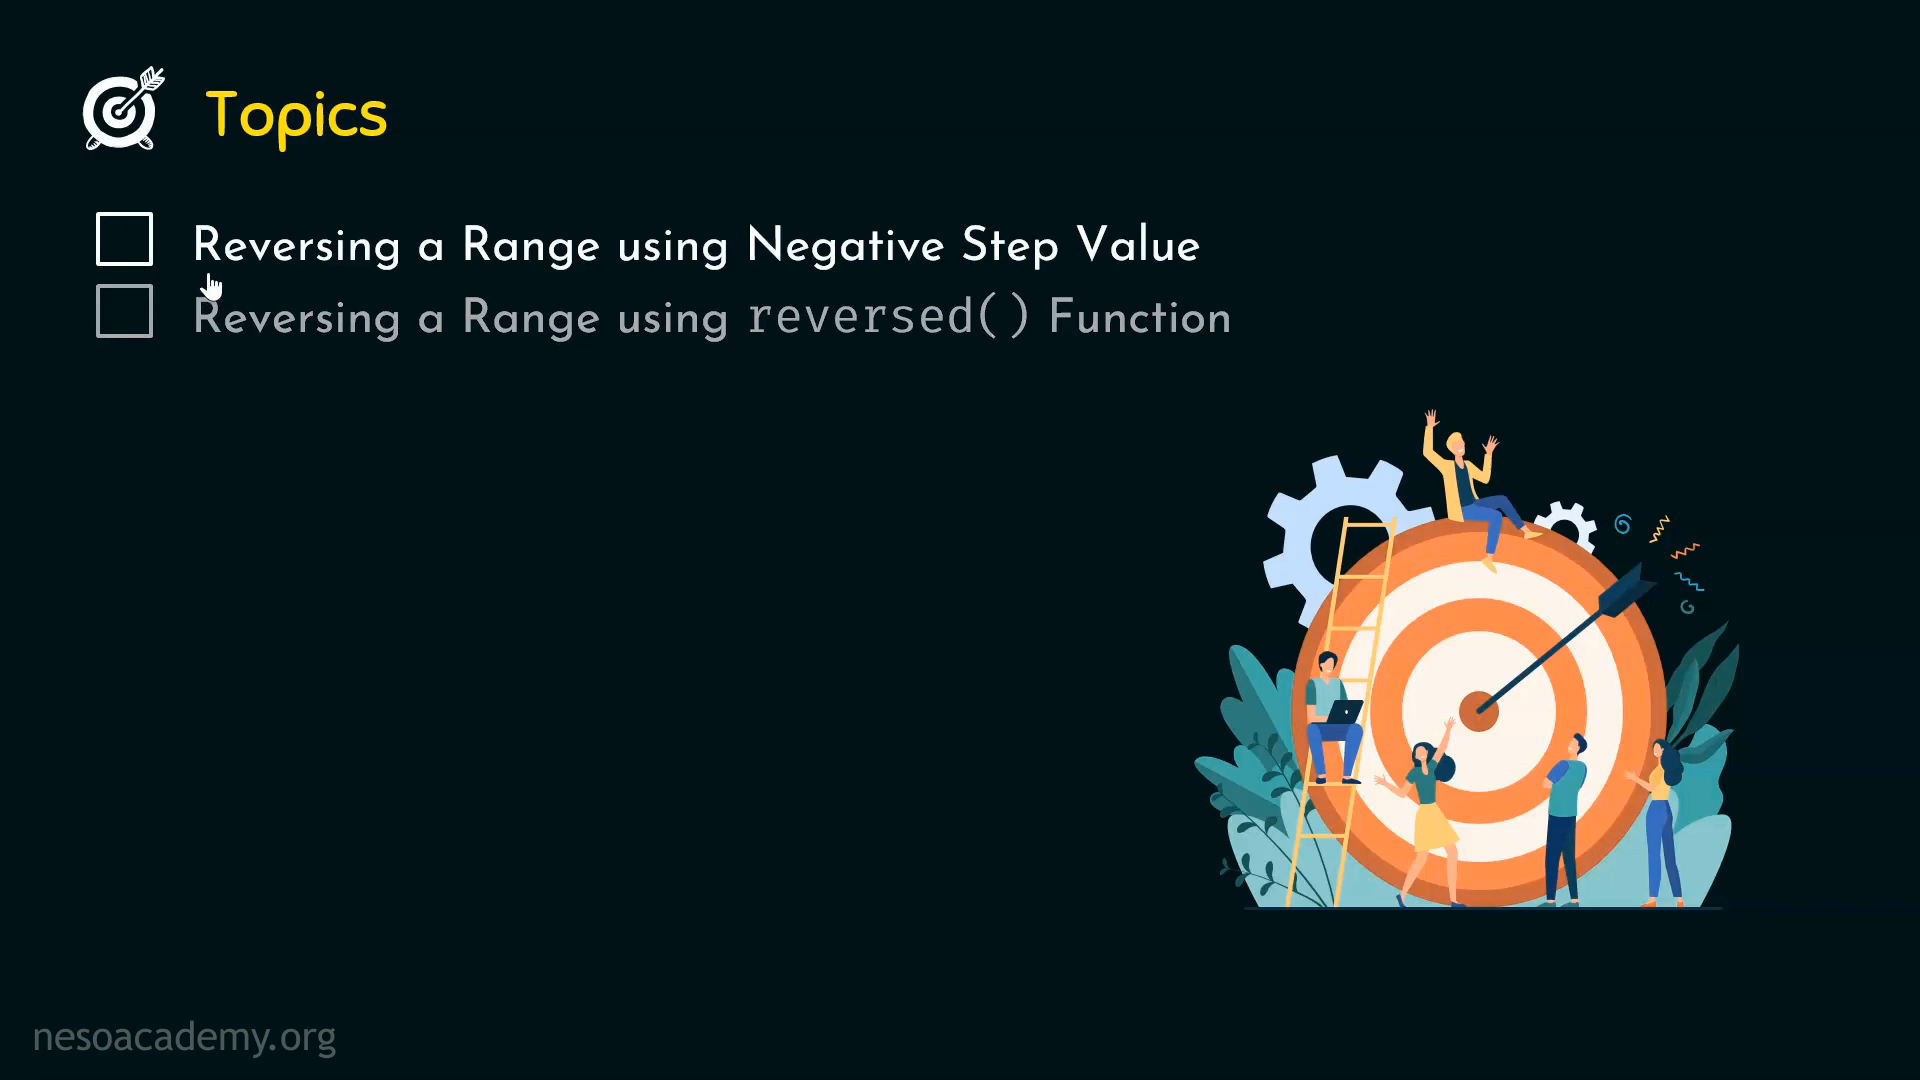 Topics
Reversing a Range using Negative Step Value
Reversing a Range using reversed() Function
nesoacademy.org